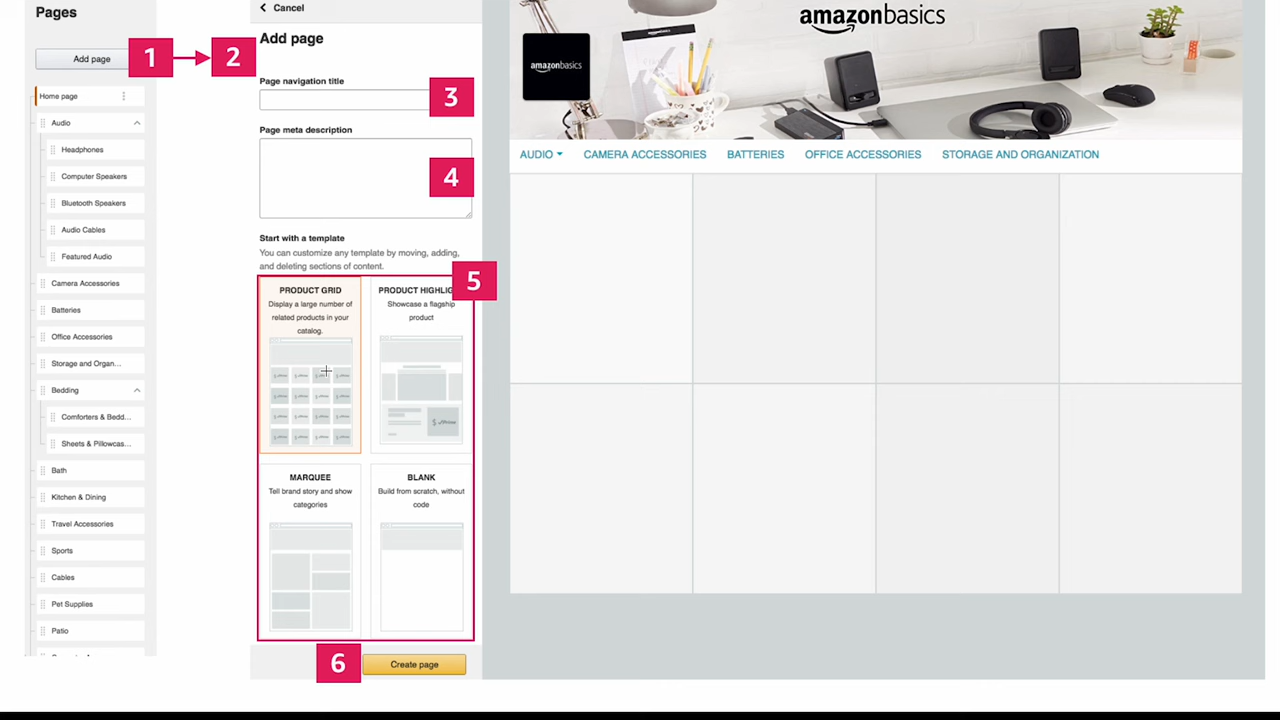 Pages
Add page
1
2
Home page
Audio
Headphones
Computer Speakers
Bluetooth Speakers
Audio Cables
Featured Audio
Camera Accessories
Batteries
Office Accessories
Storage and Organ...
Bedding
Comforters & Bedd...
Sheets & Pillowcas...
Bath
Kitchen & Dining
Travel Accessories
Sports
Cables
Pet Supplies
Patio
Cancel
Add page
Page navigation title
3
Page meta description
4
Start with a template
You can customize any template by moving, adding,
and deleting sections of content.
5
PRODUCT GRID
Display a large number of
related products in your
catalog.
PRODUCT HIGHLIG
Showcase a flagship
product
MARQUEE
Tell brand story and show
categories
BLANK
Build from scratch, without
code
6
Create page
amazonbasics
amazonbasics
AUDIO
CAMERA ACCESSORIES
BATTERIES
OFFICE ACCESSORIES
STORAGE AND ORGANIZATION